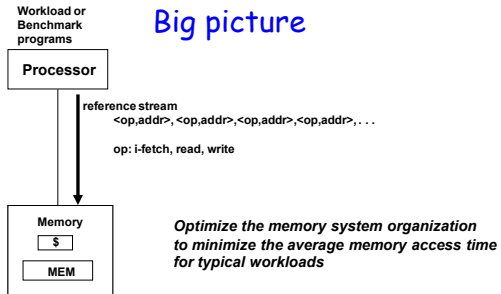 Workload or
Benchmark
programs
Big picture
Processor
reference stream
<op,addr>, <op,addr>,<op,addr>,<op,addr>, . . .
op: i-fetch, read, write
Memory
$
MEM
Optimize the memory system organization
to minimize the average memory access time
for typical workloads